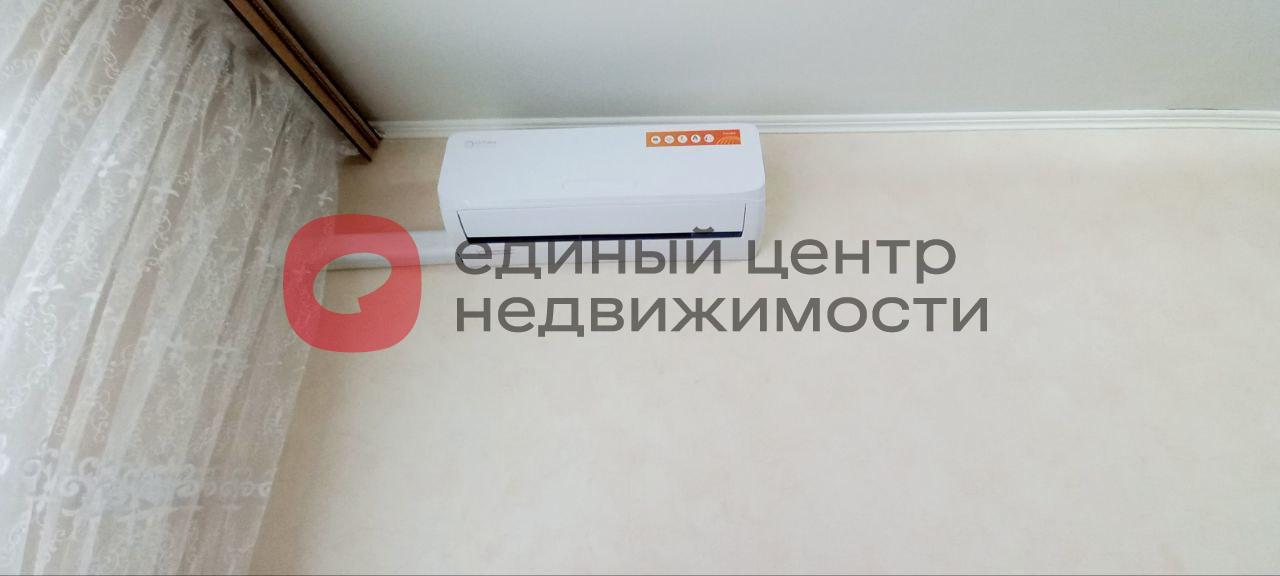 единый центр
недвижимости